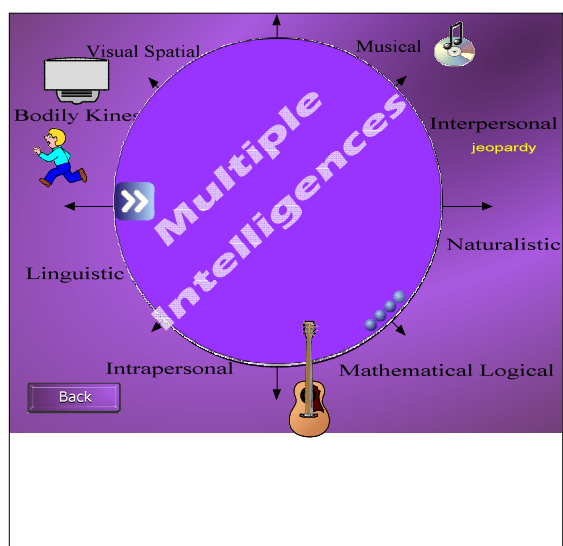 Visual Spatial
Musical
Bodily Kines
Interpersonal
jeopardy
Multiple
Intelligences
Naturalistic
Linguistic
Intrapersonal
Mathematical Logical
Back